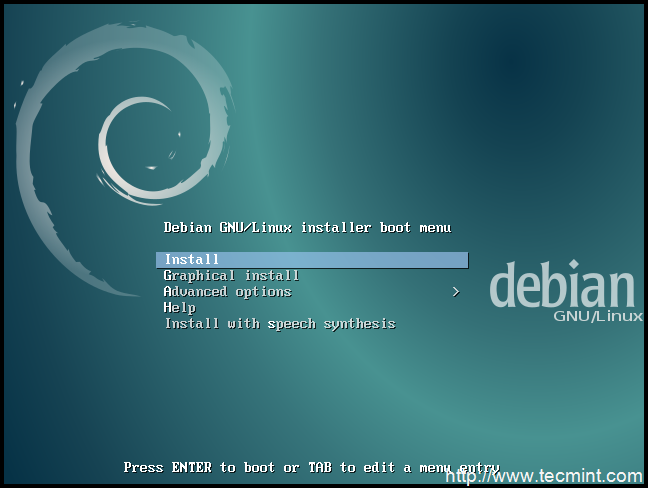 Debian GNU/Linux installer boot menu
Install
Graphical install
Advanced options >
Help
Install with speech synthesis
debian
GNU/Linux
Press ENTER to boot or TAB to edit a menu entry
http://www.tecmint.com